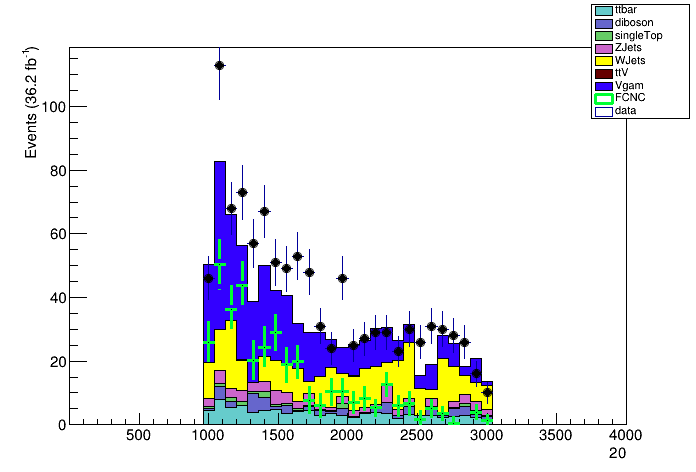 ttbar
diboson
singleTop
ZJets
WJets
ttV
Vgam
FCNC
data
Events (36.2 fb⁻¹)
100
80
60
40
20
0
500 1000 1500 2000 2500 3000 3500 4000
20